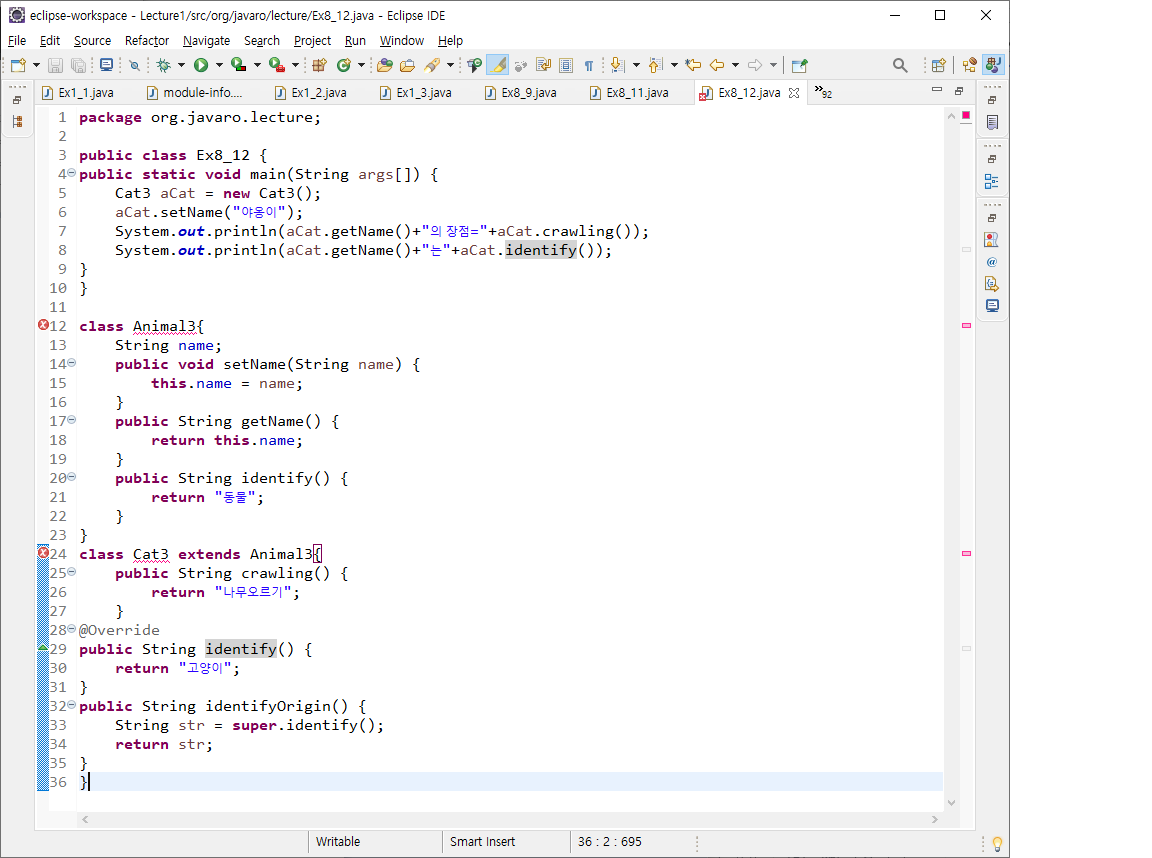 eclipse-workspace - Lecture1/src/org/javaro/lecture/Ex8_12.java - Eclipse IDE
File Edit Source Refactor Navigate Search Project Run Window Help
Ex1_1.java module-info.... Ex1_2.java Ex1_3.java Ex8_9.java Ex8_11.java Ex8_12.java »92
1 package org.javaro.lecture;
2
3 public class Ex8_12 {
4 public static void main(String args[]) {
5     Cat3 aCat = new Cat3();
6     aCat.setName("야옹이");
7     System.out.println(aCat.getName()+"의 장점="+aCat.crawling());
8     System.out.println(aCat.getName()+"는"+aCat.identify());
9 }
10 }
11
12 class Animal3{
13     String name;
14     public void setName(String name) {
15         this.name = name;
16     }
17     public String getName() {
18         return this.name;
19     }
20     public String identify() {
21         return "동물";
22     }
23 }
24 class Cat3 extends Animal3{
25     public String crawling() {
26         return "나무오르기";
27     }
28 @Override
29 public String identify() {
30     return "고양이";
31 }
32 public String identifyOrigin() {
33     String str = super.identify();
34     return str;
35 }
36 }
Writable Smart Insert 36 : 2 : 695